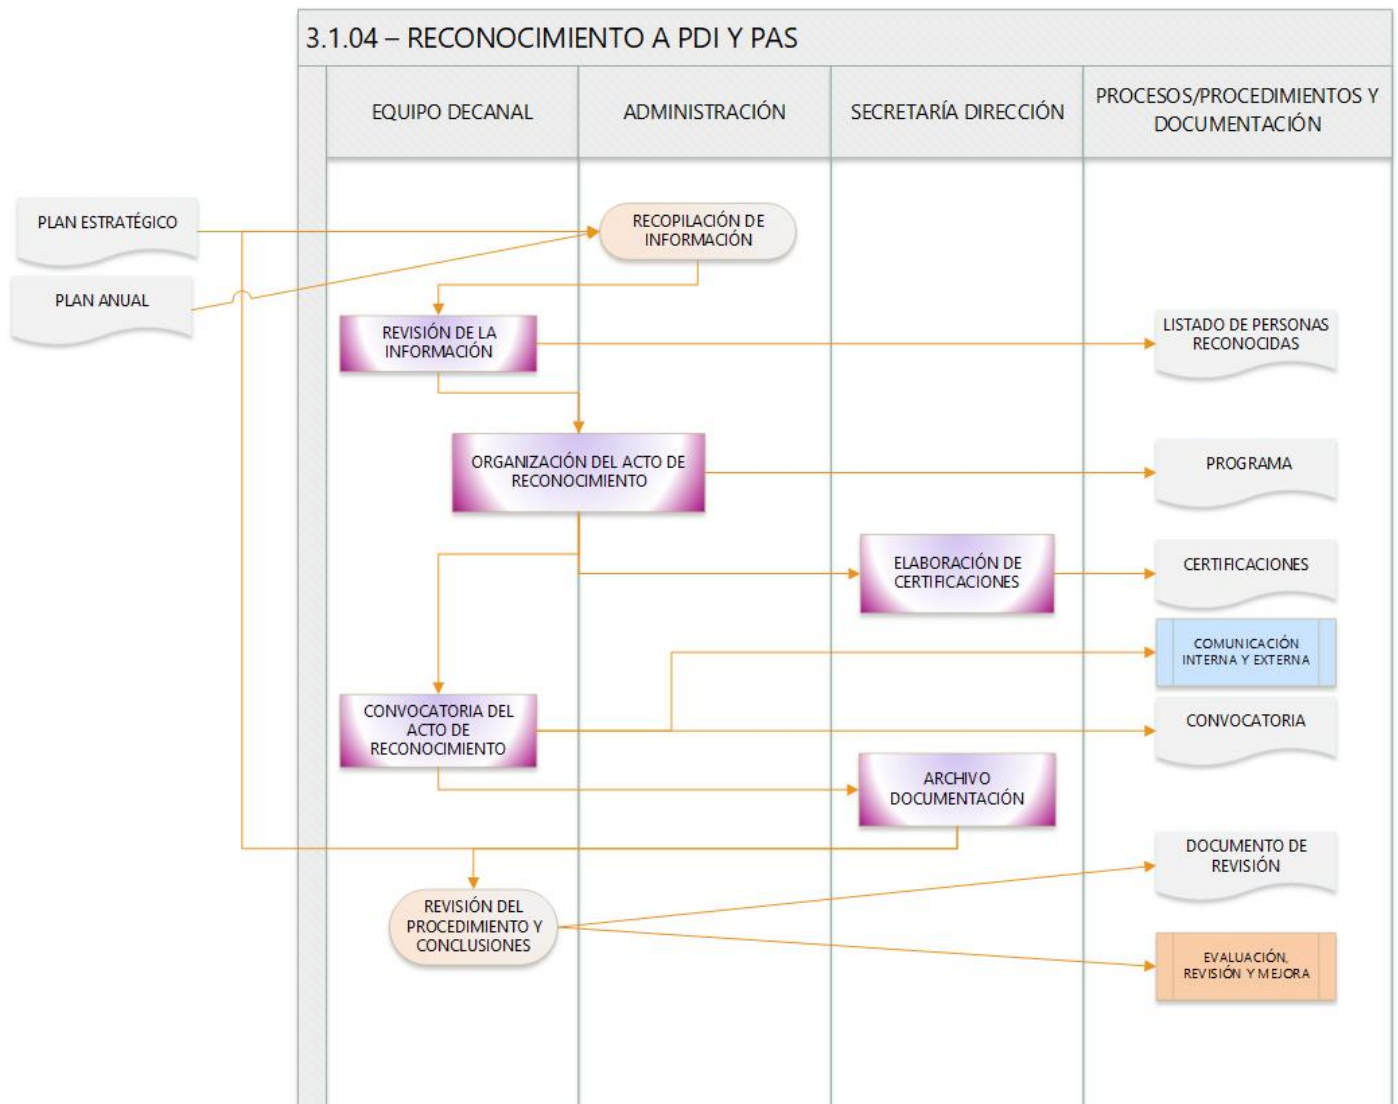 3.1.04 – RECONOCIMIENTO A PDI Y PAS
EQUIPO DECANAL
ADMINISTRACIÓN
SECRETARÍA DIRECCIÓN
PROCESOS/PROCEDIMIENTOS Y
DOCUMENTACIÓN
PLAN ESTRATÉGICO
RECOPILACIÓN DE
INFORMACIÓN
PLAN ANUAL
REVISIÓN DE LA
INFORMACIÓN
LISTADO DE PERSONAS
RECONOCIDAS
ORGANIZACIÓN DEL ACTO DE
RECONOCIMIENTO
PROGRAMA
ELABORACIÓN DE
CERTIFICACIONES
CERTIFICACIONES
COMUNICACIÓN
INTERNA Y EXTERNA
CONVOCATORIA DEL
ACTO DE
RECONOCIMIENTO
CONVOCATORIA
ARCHIVO
DOCUMENTACIÓN
DOCUMENTO DE
REVISIÓN
REVISIÓN DEL
PROCEDIMIENTO Y
CONCLUSIONES
EVALUACIÓN,
REVISIÓN Y MEJORA